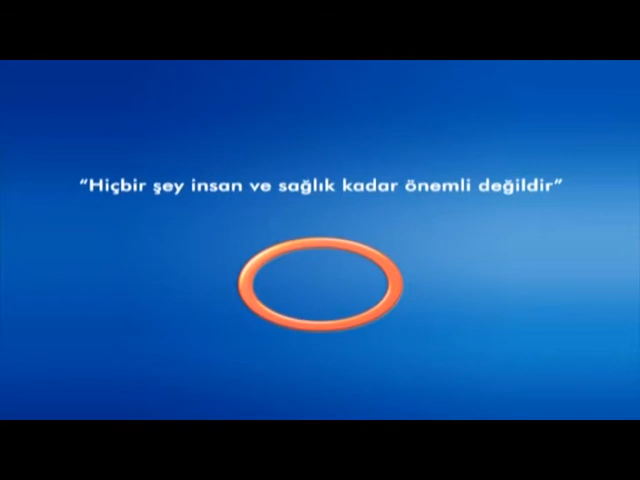 “Hiçbir şey insan ve sağlık kadar önemli değildir”